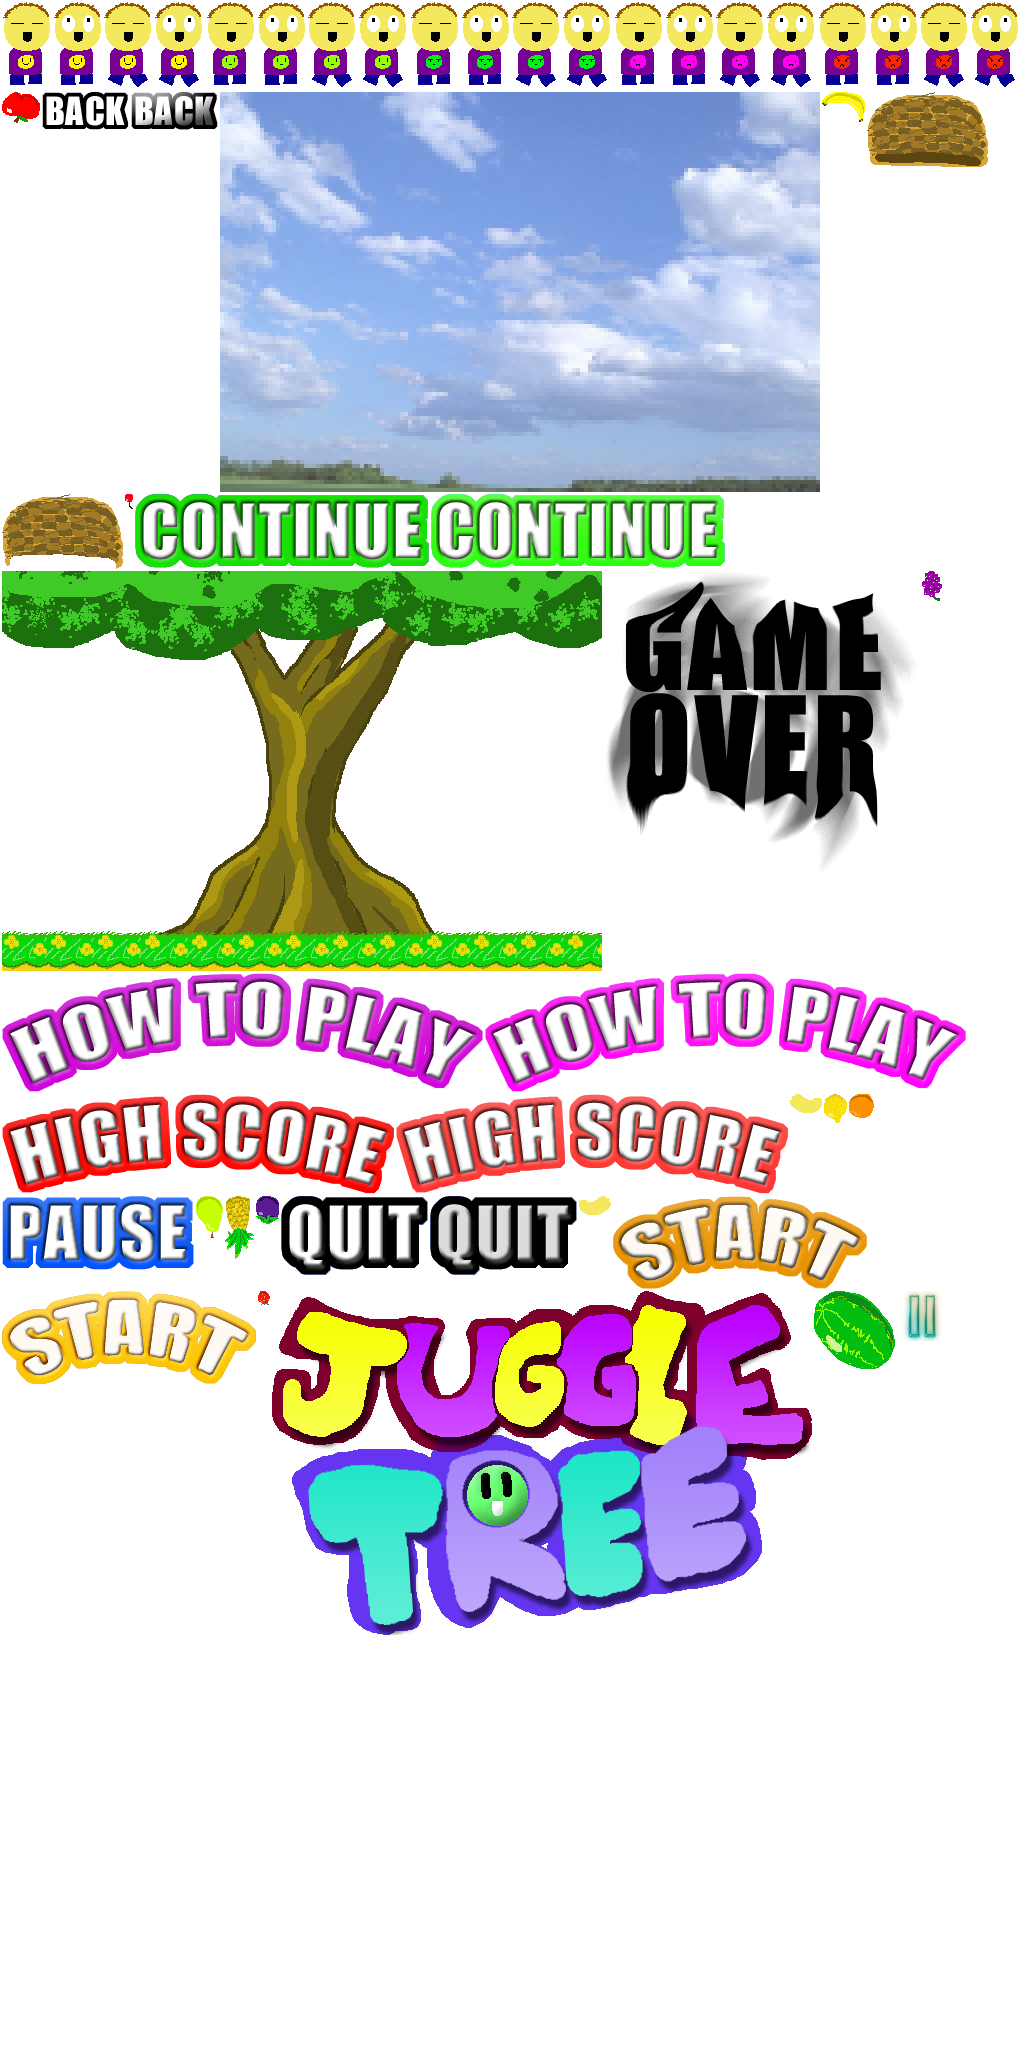 BACK BACK
CONTINUE CONTINUE
GAME
OVER
HOW TO PLAY HOW TO PLAY
HIGH SCORE HIGH SCORE
PAUSE QUIT QUIT START
START
JUGGLE
TREE